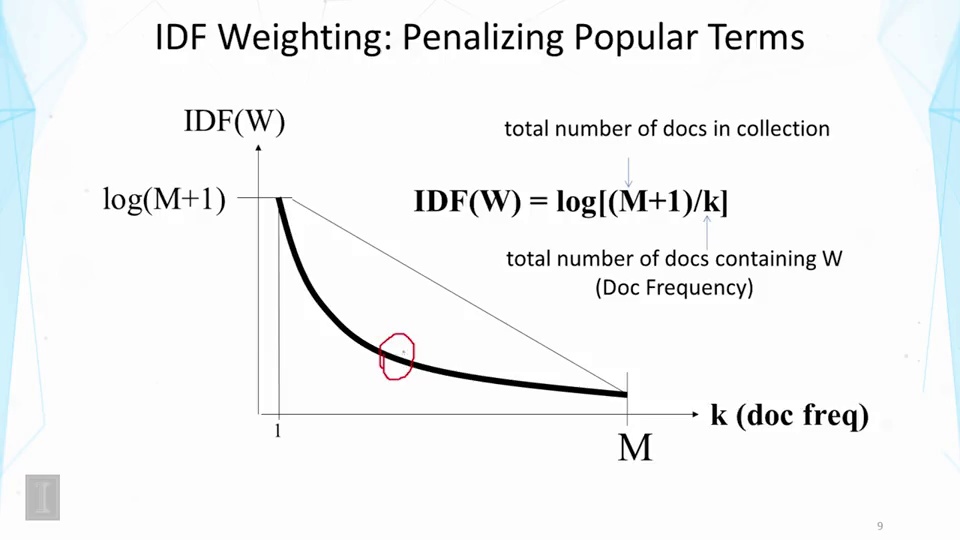 IDF Weighting: Penalizing Popular Terms
IDF(W)
total number of docs in collection
log(M+1)
IDF(W) = log[(M+1)/k]
total number of docs containing W
(Doc Frequency)
k (doc freq)
1
M
I
9